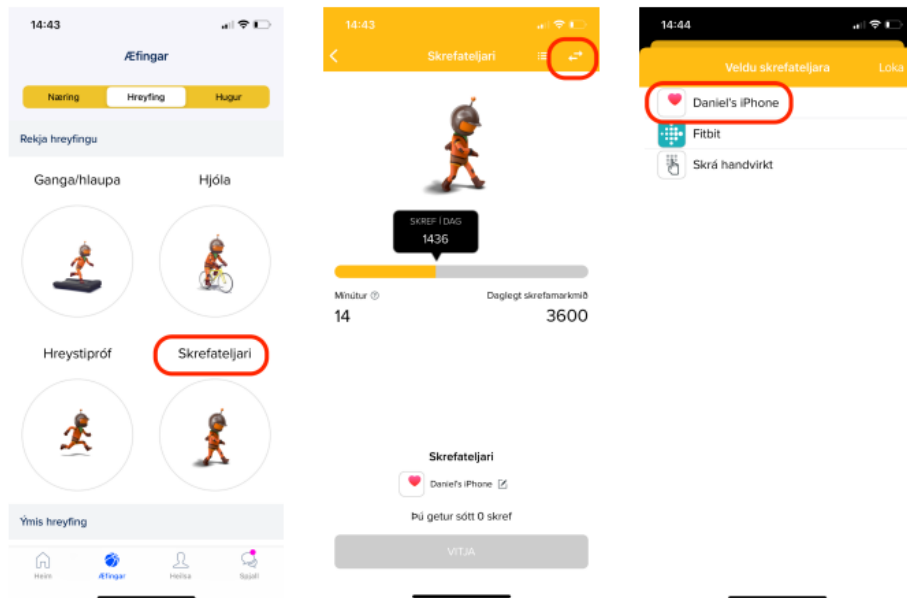 14:43
Æfingar
Næring Hreyfing Hugur
Rekja hreyfingu
Ganga/hlaupa Hjóla
Hreystipróf Skrefateljari
Ýmis hreyfing
Heim Æfingar Heilsa Spjall
14:43
Skrefateljari
SKREF Í DAG
1436
Mínútur ?
Daglegt skrefamarkmið
14 3600
Skrefateljari
Daniel's iPhone
Þú getur sótt 0 skref
VITJA
14:44
Veldu skrefateljara Loka
Daniel's iPhone
Fitbit
Skrá handvirkt